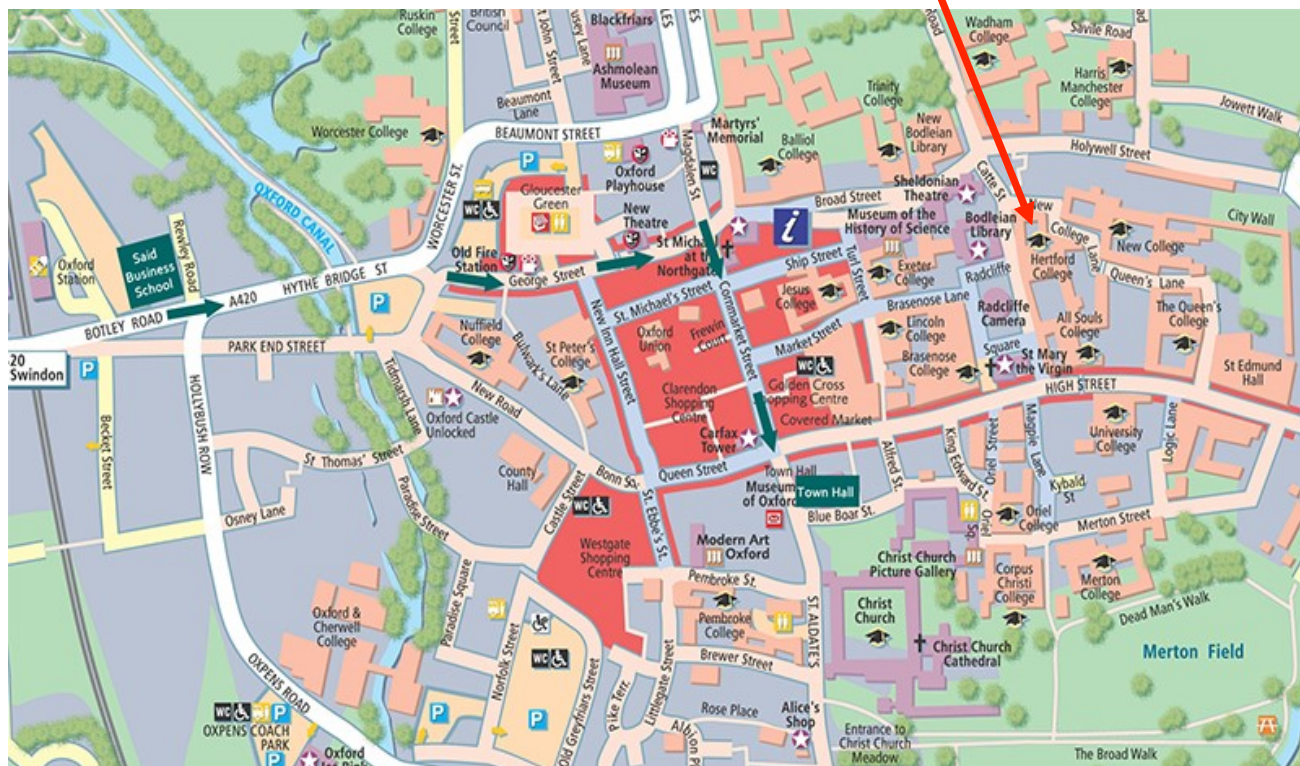 Ruskin
College
Street
British
Council
St John Street
Blackfriars
Ashmolean
Museum
Road
Wadham
College
Savile Road
Harris
Manchester
College
Jowett Walk
Beaumont
Lane
BEAUMONT STREET
Worcester College
WORCESTER ST.
P
Oxford
Playhouse
Magdalen St
WC
Martyrs'
Memorial
Balliol
College
Trinity
College
New
Bodleian
Library
Holywell Street
Cattle St
Sheldonian
Theatre
Broad Street
OXFORD CANAL
Gloucester
Green
WC
New
Theatre
i
Museum of the
History of Science
Bodleian
Library
New
College
Lane
Hertford
College
New College
City Wall
Oxford
Station
Rewley Road
Said
Business
School
Old Fire
Station
George Street
St Michael
at the
Northgate
Ship Street
Turl Street
Exeter
College
Radcliffe
Queen's Lane
BOTLEY ROAD
A420
HYTHE BRIDGE ST
P
New Inn Hall Street
St. Michael's Street
Cornmarket Street
Jesus
College
Brasenose Lane
Radcliffe
Camera
Square
All Souls
College
The Queen's
College
20
Swindon
P
PARK END STREET
Nuffield
College
Bulwark's Lane
St Peter's
College
Oxford
Union
Frewin
Court
Market Street
Lincoln
College
Brasenose
College
St Mary
the Virgin
St Edmund
Hall
HOLLYBUSH ROW
Tidmarsh Lane
New Road
Oxford Castle
Unlocked
Clarendon
Shopping
Centre
WC
Golden Cross
Shopping Centre
Covered Market
HIGH STREET
Becket Street
St Thomas' Street
Carfax
Tower
Queen Street
Alfred St.
King Edward St.
Oriel Street
Magpie Lane
University
College
Logic Lane
County
Hall
Bonn Sq.
Castle Street
WC
St. Ebbe's St.
Town Hall
Museum
of Oxford
Town Hall
Blue Boar St.
Kybald
St
Oriel
College
Oriel
Sq.
Merton Street
Osney Lane
Paradise Street
Westgate
Shopping
Centre
Modern Art
Oxford
Christ Church
Picture Gallery
Corpus
Christi
College
Merton
College
Pembroke St.
Paradise Square
Pembroke
College
ST. ALDATE'S
Christ
Church
Dead Man's Walk
Oxford &
Cherwell
College
Norfolk Street
WC
Brewer Street
Christ Church
Cathedral
Merton Field
OXPENS ROAD
WC
P
OXPENS COACH
PARK
P
P
P
Old Greyfriars Street
Pike Terr.
Littlegate Street
Rose Place
Alice's
Shop
Entrance to
Christ Church
Meadow
The Broad Walk
Oxford